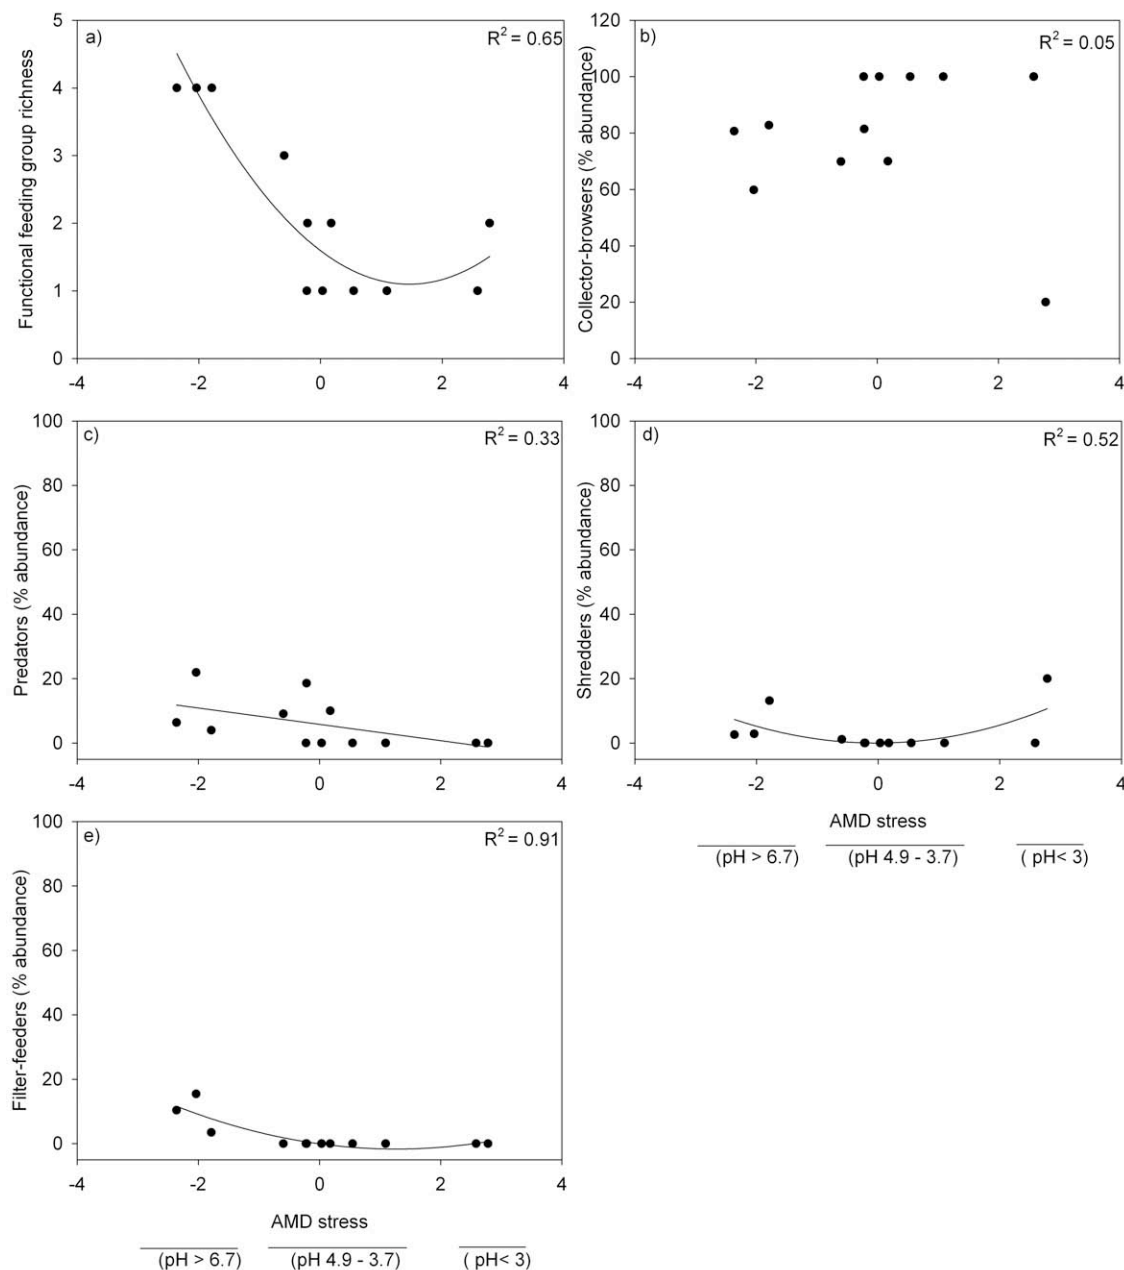 a)
R² = 0.65
Functional feeding group richness
5
4
3
2
1
0
-4
-2
0
2
4
b)
R² = 0.05
Collector-browsers (% abundance)
120
100
80
60
40
20
0
-4
-2
0
2
4
c)
R² = 0.33
Predators (% abundance)
100
80
60
40
20
0
-4
-2
0
2
4
d)
R² = 0.52
Shredders (% abundance)
100
80
60
40
20
0
-4
-2
0
2
4
AMD stress
(pH > 6.7)
(pH 4.9 - 3.7)
( pH< 3)
e)
R² = 0.91
Filter-feeders (% abundance)
100
80
60
40
20
0
-4
-2
0
2
4
AMD stress
(pH > 6.7)
(pH 4.9 - 3.7)
( pH< 3)